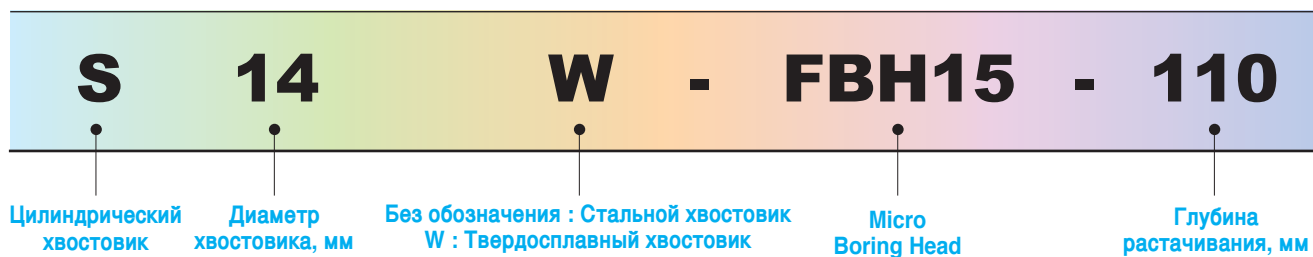 S 14 W - FBH15 - 110
Цилиндрический
хвостовик
Диаметр
хвостовика, мм
Без обозначения : Стальной хвостовик
W : Твердосплавный хвостовик
Micro
Boring Head
Глубина
растачивания, мм